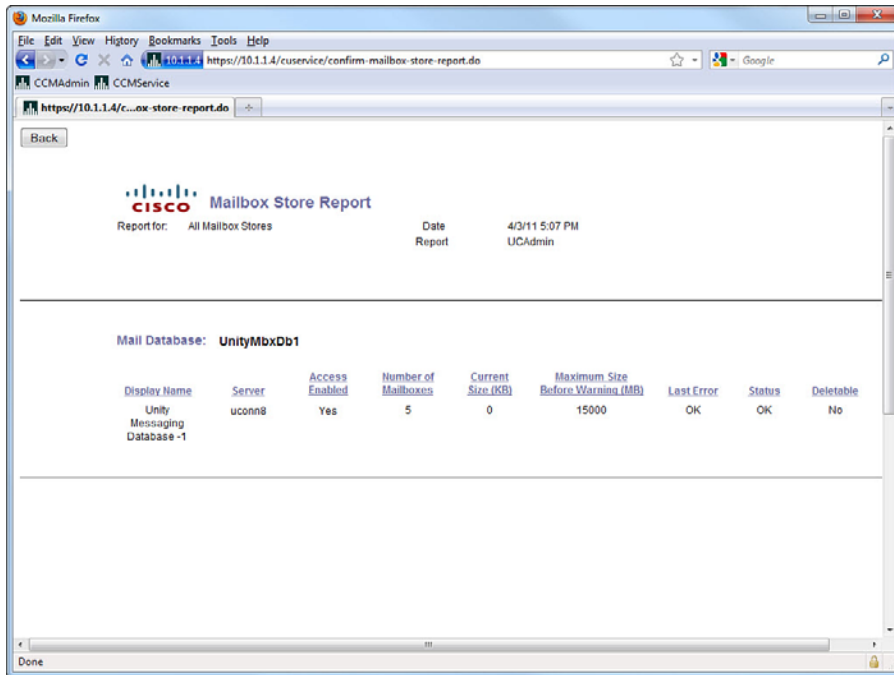 Mozilla Firefox
File Edit View History Bookmarks Tools Help
10.1.1.4 https://10.1.1.4/cuservice/confirm-mailbox-store-report.do
Google
CCMAdmin CCMService
https://10.1.1.4/c...ox-store-report.do
Back
CISCO Mailbox Store Report
Report for: All Mailbox Stores Date 4/3/11 5:07 PM
Report UCAdmin
Mail Database: UnityMbxDb1
Access Number of Current Maximum Size
Display Name Server Enabled Mailboxes Size (KB) Before Warning (MB) Last Error Status Deletable
Unity uconn8 Yes 5 0 15000 OK OK No
Messaging
Database -1
Done